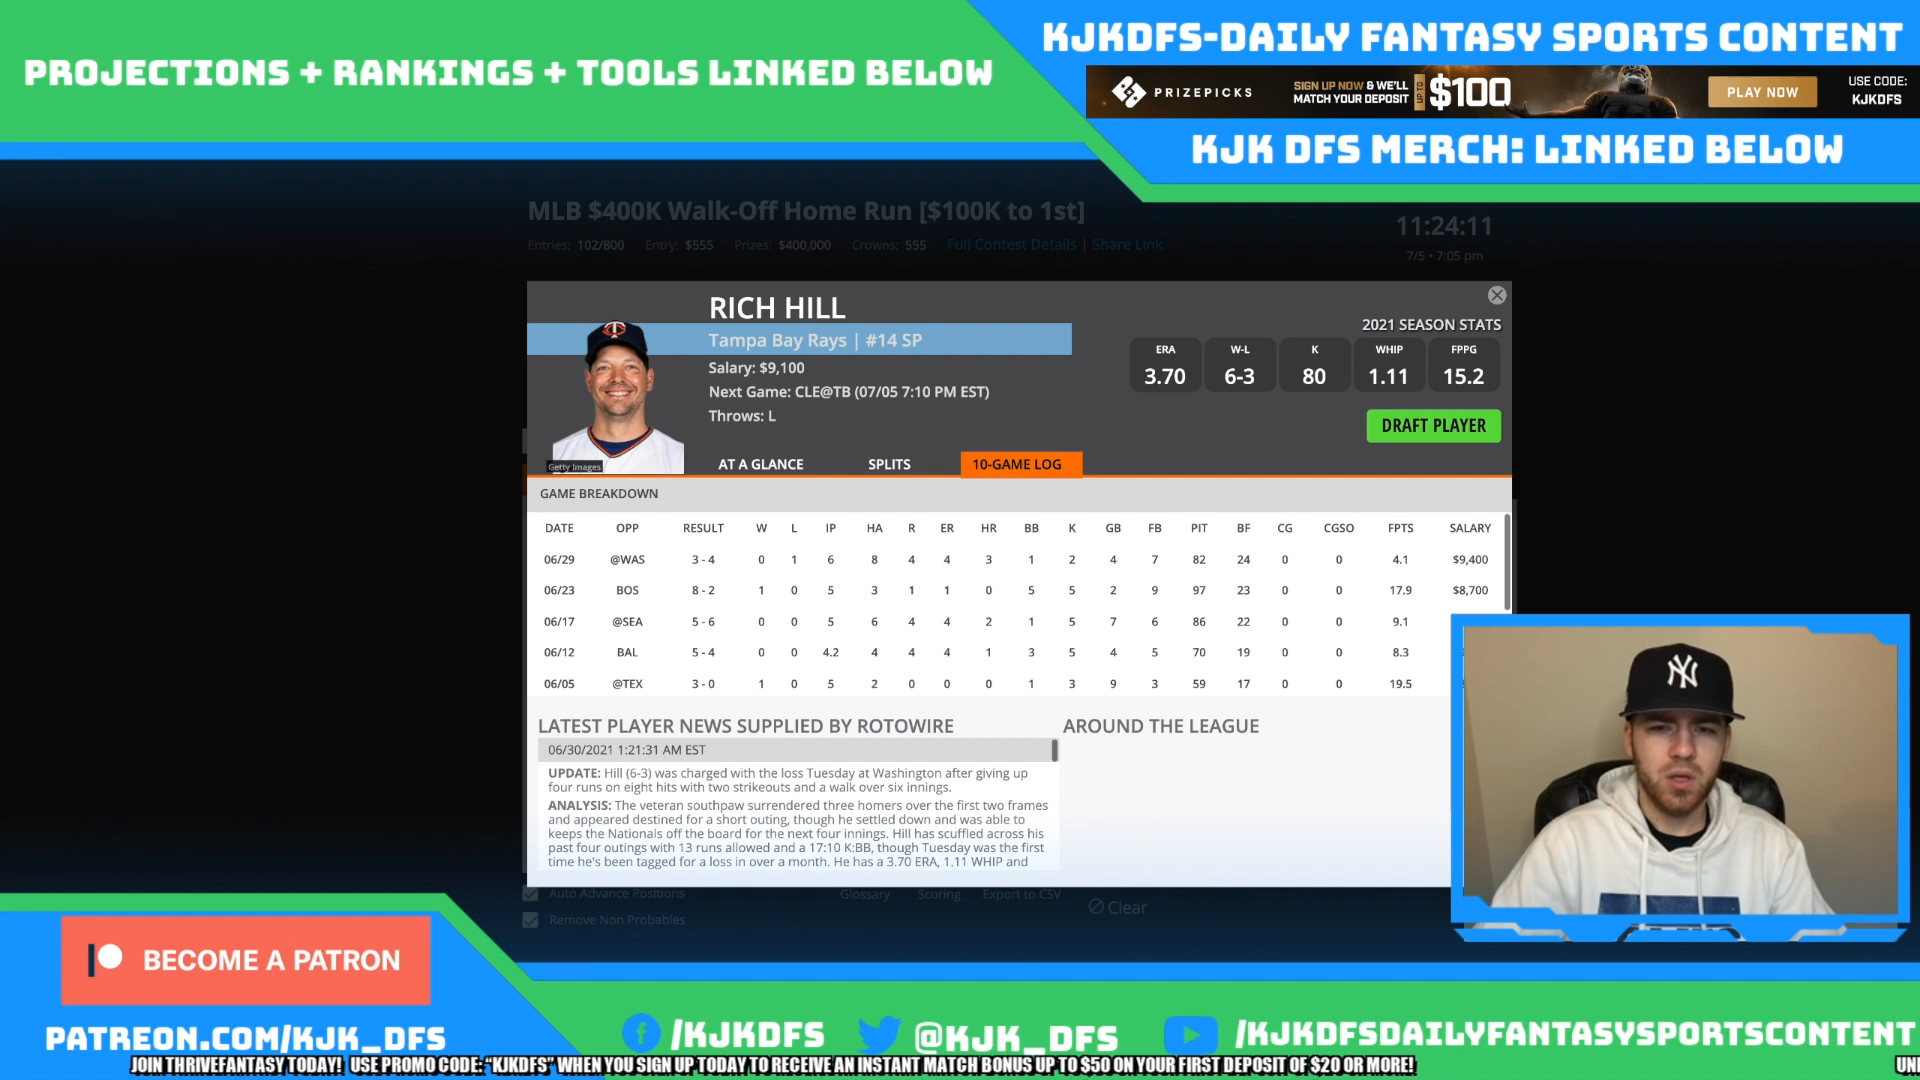 PROJECTIONS + RANKINGS + TOOLS LINKED BELOW
KJKDFS-DAILY FANTASY SPORTS CONTENT
PRIZEPICKS
SIGN UP NOW & WE'LL
MATCH YOUR DEPOSIT
UP TO
$100
PLAY NOW
USE CODE:
KJKDFS
KJK DFS MERCH: LINKED BELOW
MLB $400K Walk-Off Home Run [$100K to 1st]
Entries: 102/800 Entry: $555 Prizes: $400,000 Crowns: 555 Full Contest Details | Share Link
11:24:11
7/5 • 7:05 pm
RICH HILL
Tampa Bay Rays | #14 SP
Salary: $9,100
Next Game: CLE@TB (07/05 7:10 PM EST)
Throws: L
Getty Images
2021 SEASON STATS
ERA W-L K WHIP FPPG
3.70 6-3 80 1.11 15.2
DRAFT PLAYER
AT A GLANCE SPLITS 10-GAME LOG
GAME BREAKDOWN
DATE OPP RESULT W L IP HA R ER HR BB K GB FB PIT BF CG CGSO FPTS SALARY
06/29 @WAS 3 - 4 0 1 6 8 4 4 3 1 2 4 7 82 24 0 0 4.1 $9,400
06/23 BOS 8 - 2 1 0 5 3 1 1 0 5 5 2 9 97 23 0 0 17.9 $8,700
06/17 @SEA 5 - 6 0 0 5 6 4 4 2 1 5 7 6 86 22 0 0 9.1
06/12 BAL 5 - 4 0 0 4.2 4 4 4 1 3 5 4 5 70 19 0 0 8.3
06/05 @TEX 3 - 0 1 0 5 2 0 0 0 1 3 9 3 59 17 0 0 19.5
LATEST PLAYER NEWS SUPPLIED BY ROTOWIRE
AROUND THE LEAGUE
06/30/2021 1:21:31 AM EST
UPDATE: Hill (6-3) was charged with the loss Tuesday at Washington after giving up
four runs on eight hits with two strikeouts and a walk over six innings.
ANALYSIS: The veteran southpaw surrendered three homers over the first two frames
and appeared destined for a short outing, though he settled down and was able to
keeps the Nationals off the board for the next four innings. Hill has scuffled across his
past four outings with 13 runs allowed and a 17:10 K:BB, though Tuesday was the first
time he's been tagged for a loss in over a month. He has a 3.70 ERA, 1.11 WHIP and
Auto Advance Positions Glossary Scoring Export to CSV
Clear
Remove Non Probables
NY
BECOME A PATRON
PATREON.COM/KJK_DFS
/KJKDFS @KJK_DFS /KJKDFSDAILYFANTASYSPORTSCONTENT
JOIN THRIVEFANTASY TODAY! USE PROMO CODE: "KJKDFS" WHEN YOU SIGN UP TODAY TO RECEIVE AN INSTANT MATCH BONUS UP TO $50 ON YOUR FIRST DEPOSIT OF $20 OR MORE!